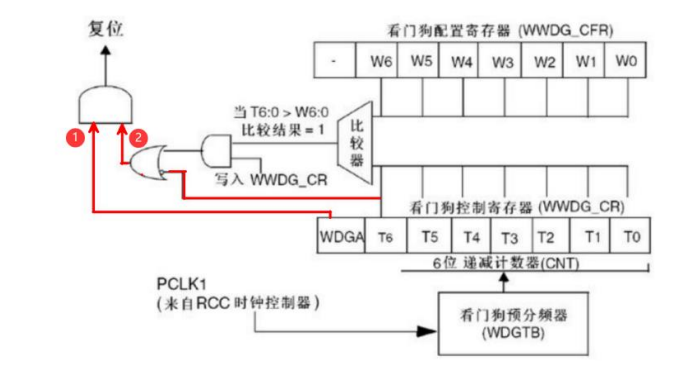 复位
看门狗配置寄存器 (WWDG_CFR)
- W6 W5 W4 W3 W2 W1 W0
当 T6:0 > W6:0
比较结果 = 1
比较器
1 2
写入 WWDG_CR
看门狗控制寄存器 (WWDG_CR)
WDGA T6 T5 T4 T3 T2 T1 T0
6位 递减计数器(CNT)
PCLK1
(来自RCC 时钟控制器)
看门狗预分频器
(WDGTB)